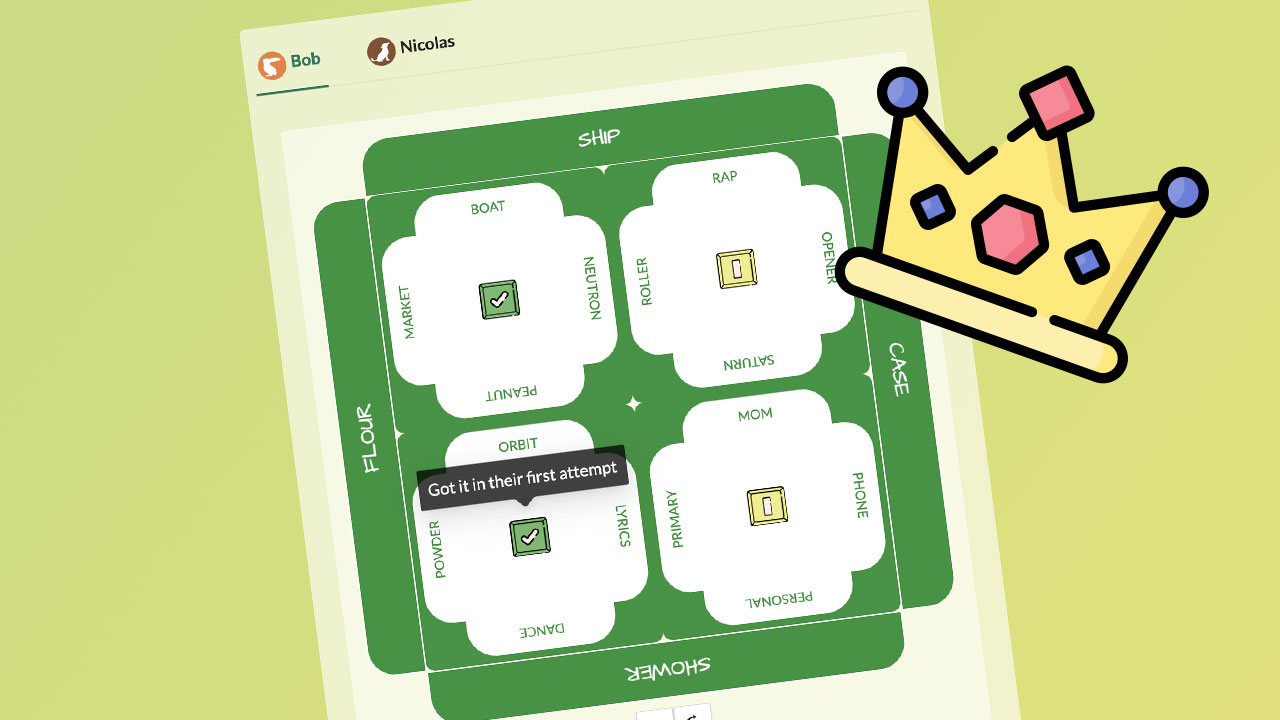 Bob
Nicolas
SHIP
BOAT
RAP
MARKET
NEUTRON
ROLLER
OPENER
PEANUT
SATURN
FLOUR
CASE
ORBIT
MOM
Got it in their first attempt
POWDER
LYRICS
PRIMARY
PHONE
DANCE
PERSONAL
SHOWER